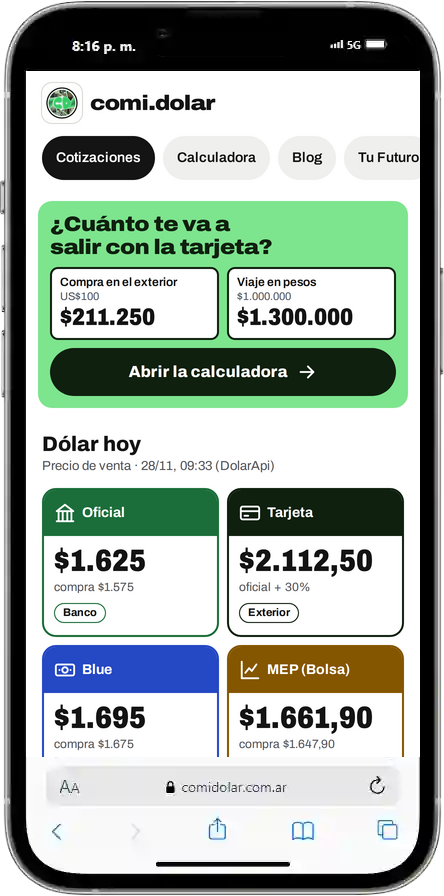 8:16 p. m.
5G
comi.dolar
Cotizaciones
Calculadora
Blog
Tu Futuro
¿Cuánto te va a
salir con la tarjeta?
Compra en el exterior
US$100
$211.250
Viaje en pesos
$1.000.000
$1.300.000
Abrir la calculadora →
Dólar hoy
Precio de venta · 28/11, 09:33 (DolarApi)
Oficial
$1.625
compra $1.575
Banco
Tarjeta
$2.112,50
oficial + 30%
Exterior
Blue
$1.695
compra $1.675
MEP (Bolsa)
$1.661,90
compra $1.647,90
AA
comidolar.com.ar